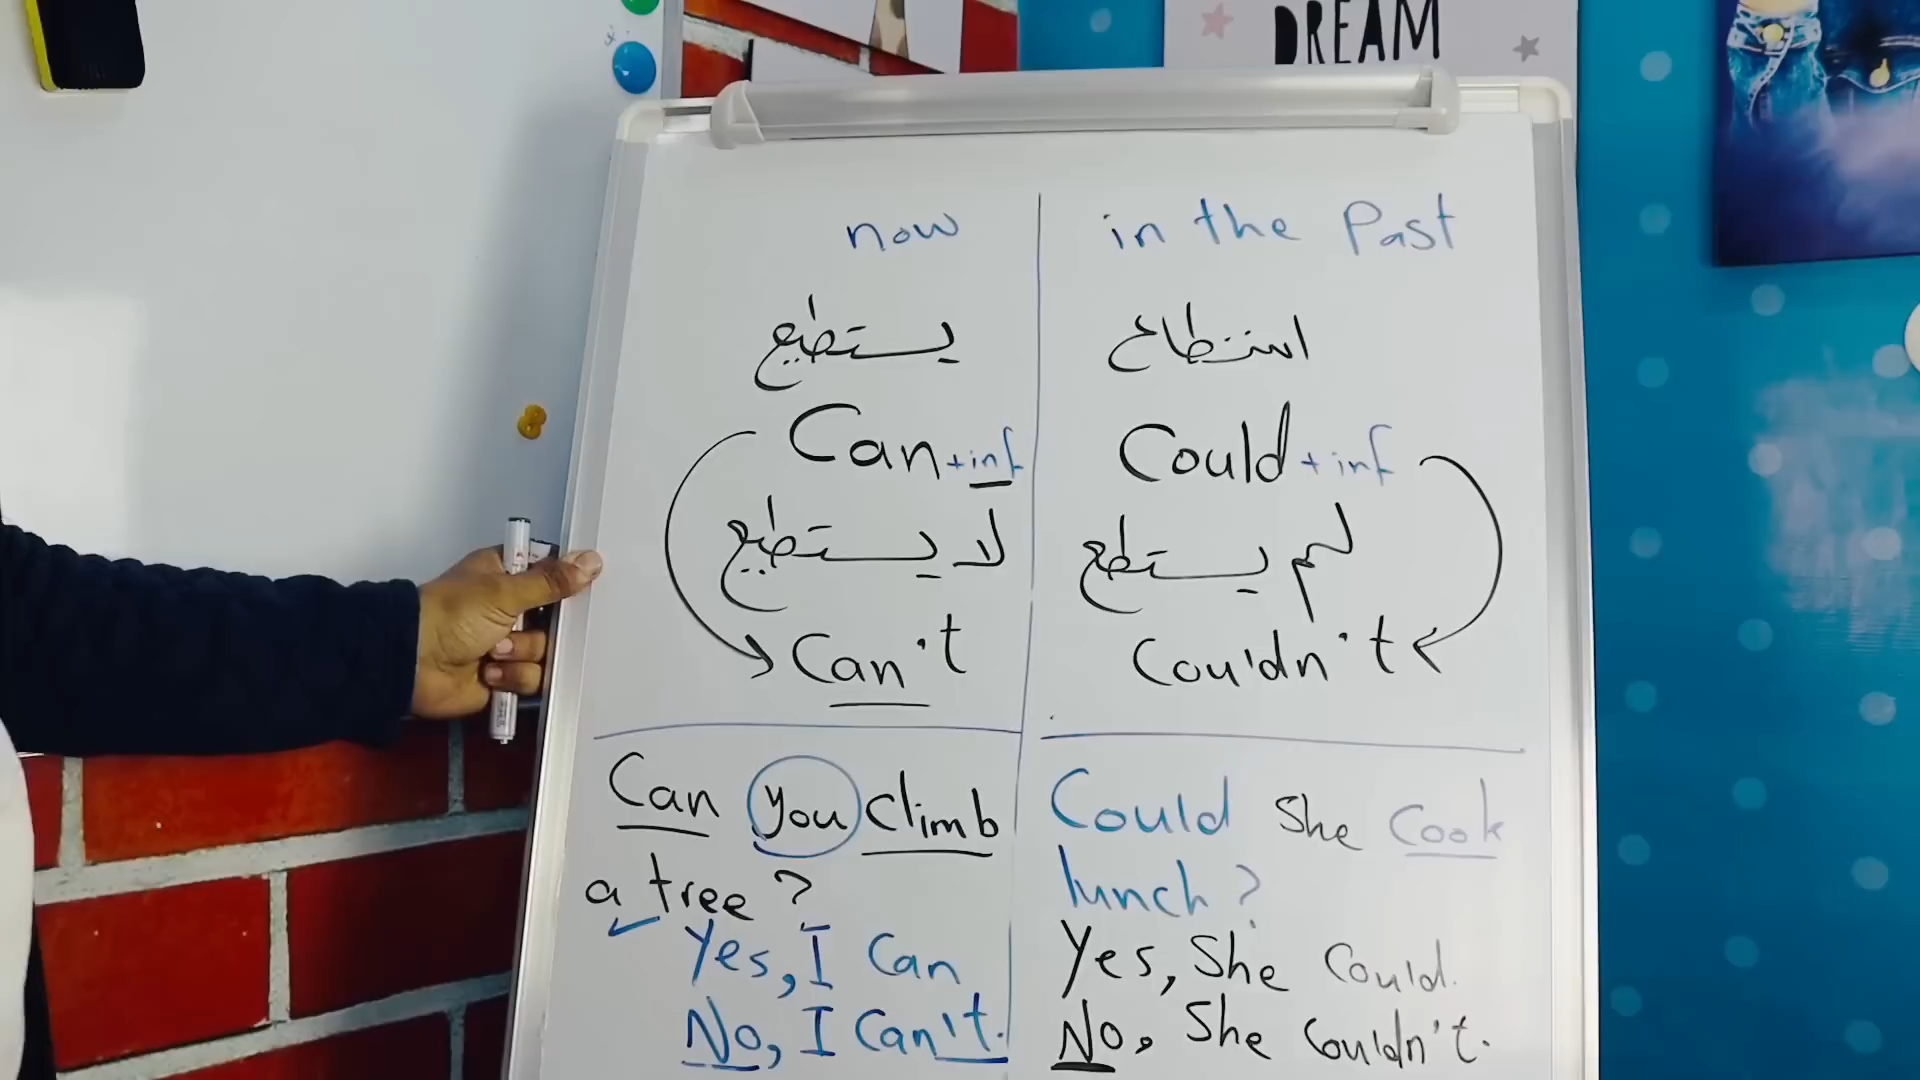 DREAM
now
يستطيع
Can + inf
لا يستطيع
Can't
in the Past
استطاع
Could + inf
لم يستطع
Couldn't
Can you climb
a tree?
Yes, I Can
No, I Can't.
Could She Cook
lunch?
Yes, She Could.
No, She Couldn't.